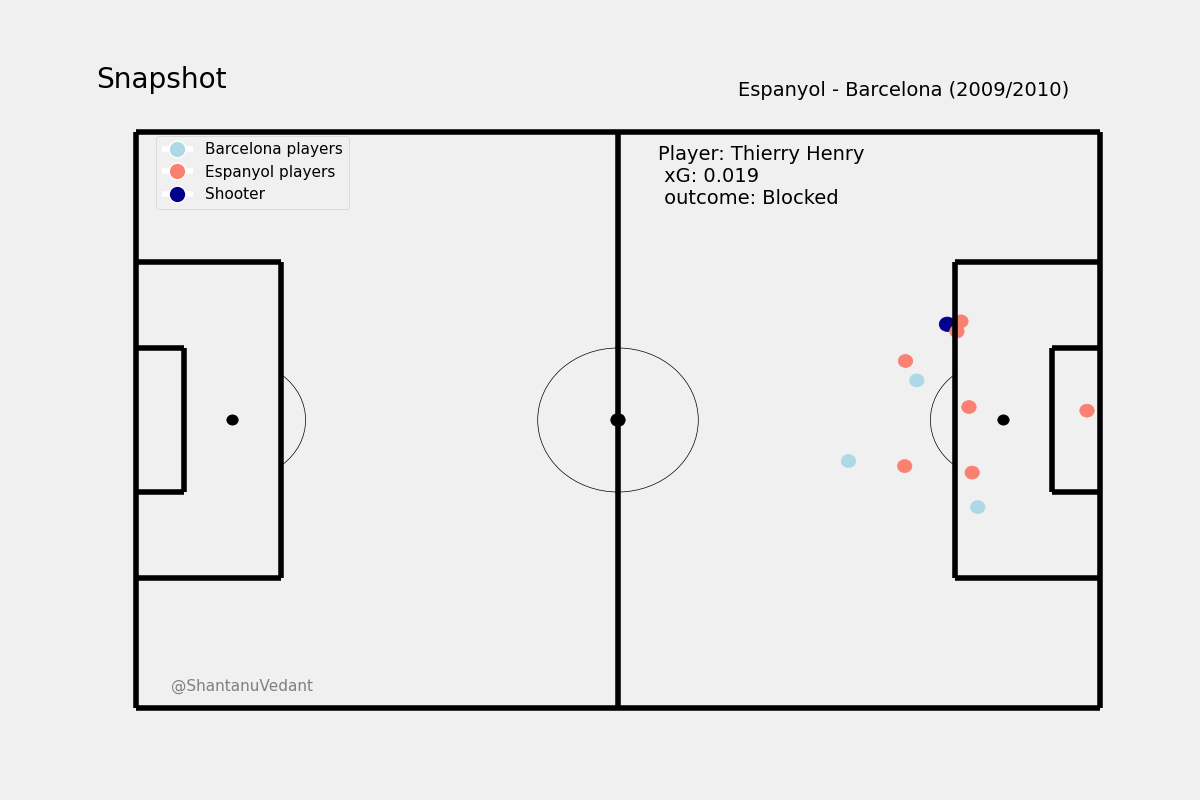 Snapshot
Espanyol - Barcelona (2009/2010)
Barcelona players
Espanyol players
Shooter
Player: Thierry Henry
xG: 0.019
outcome: Blocked
@ShantanuVedant